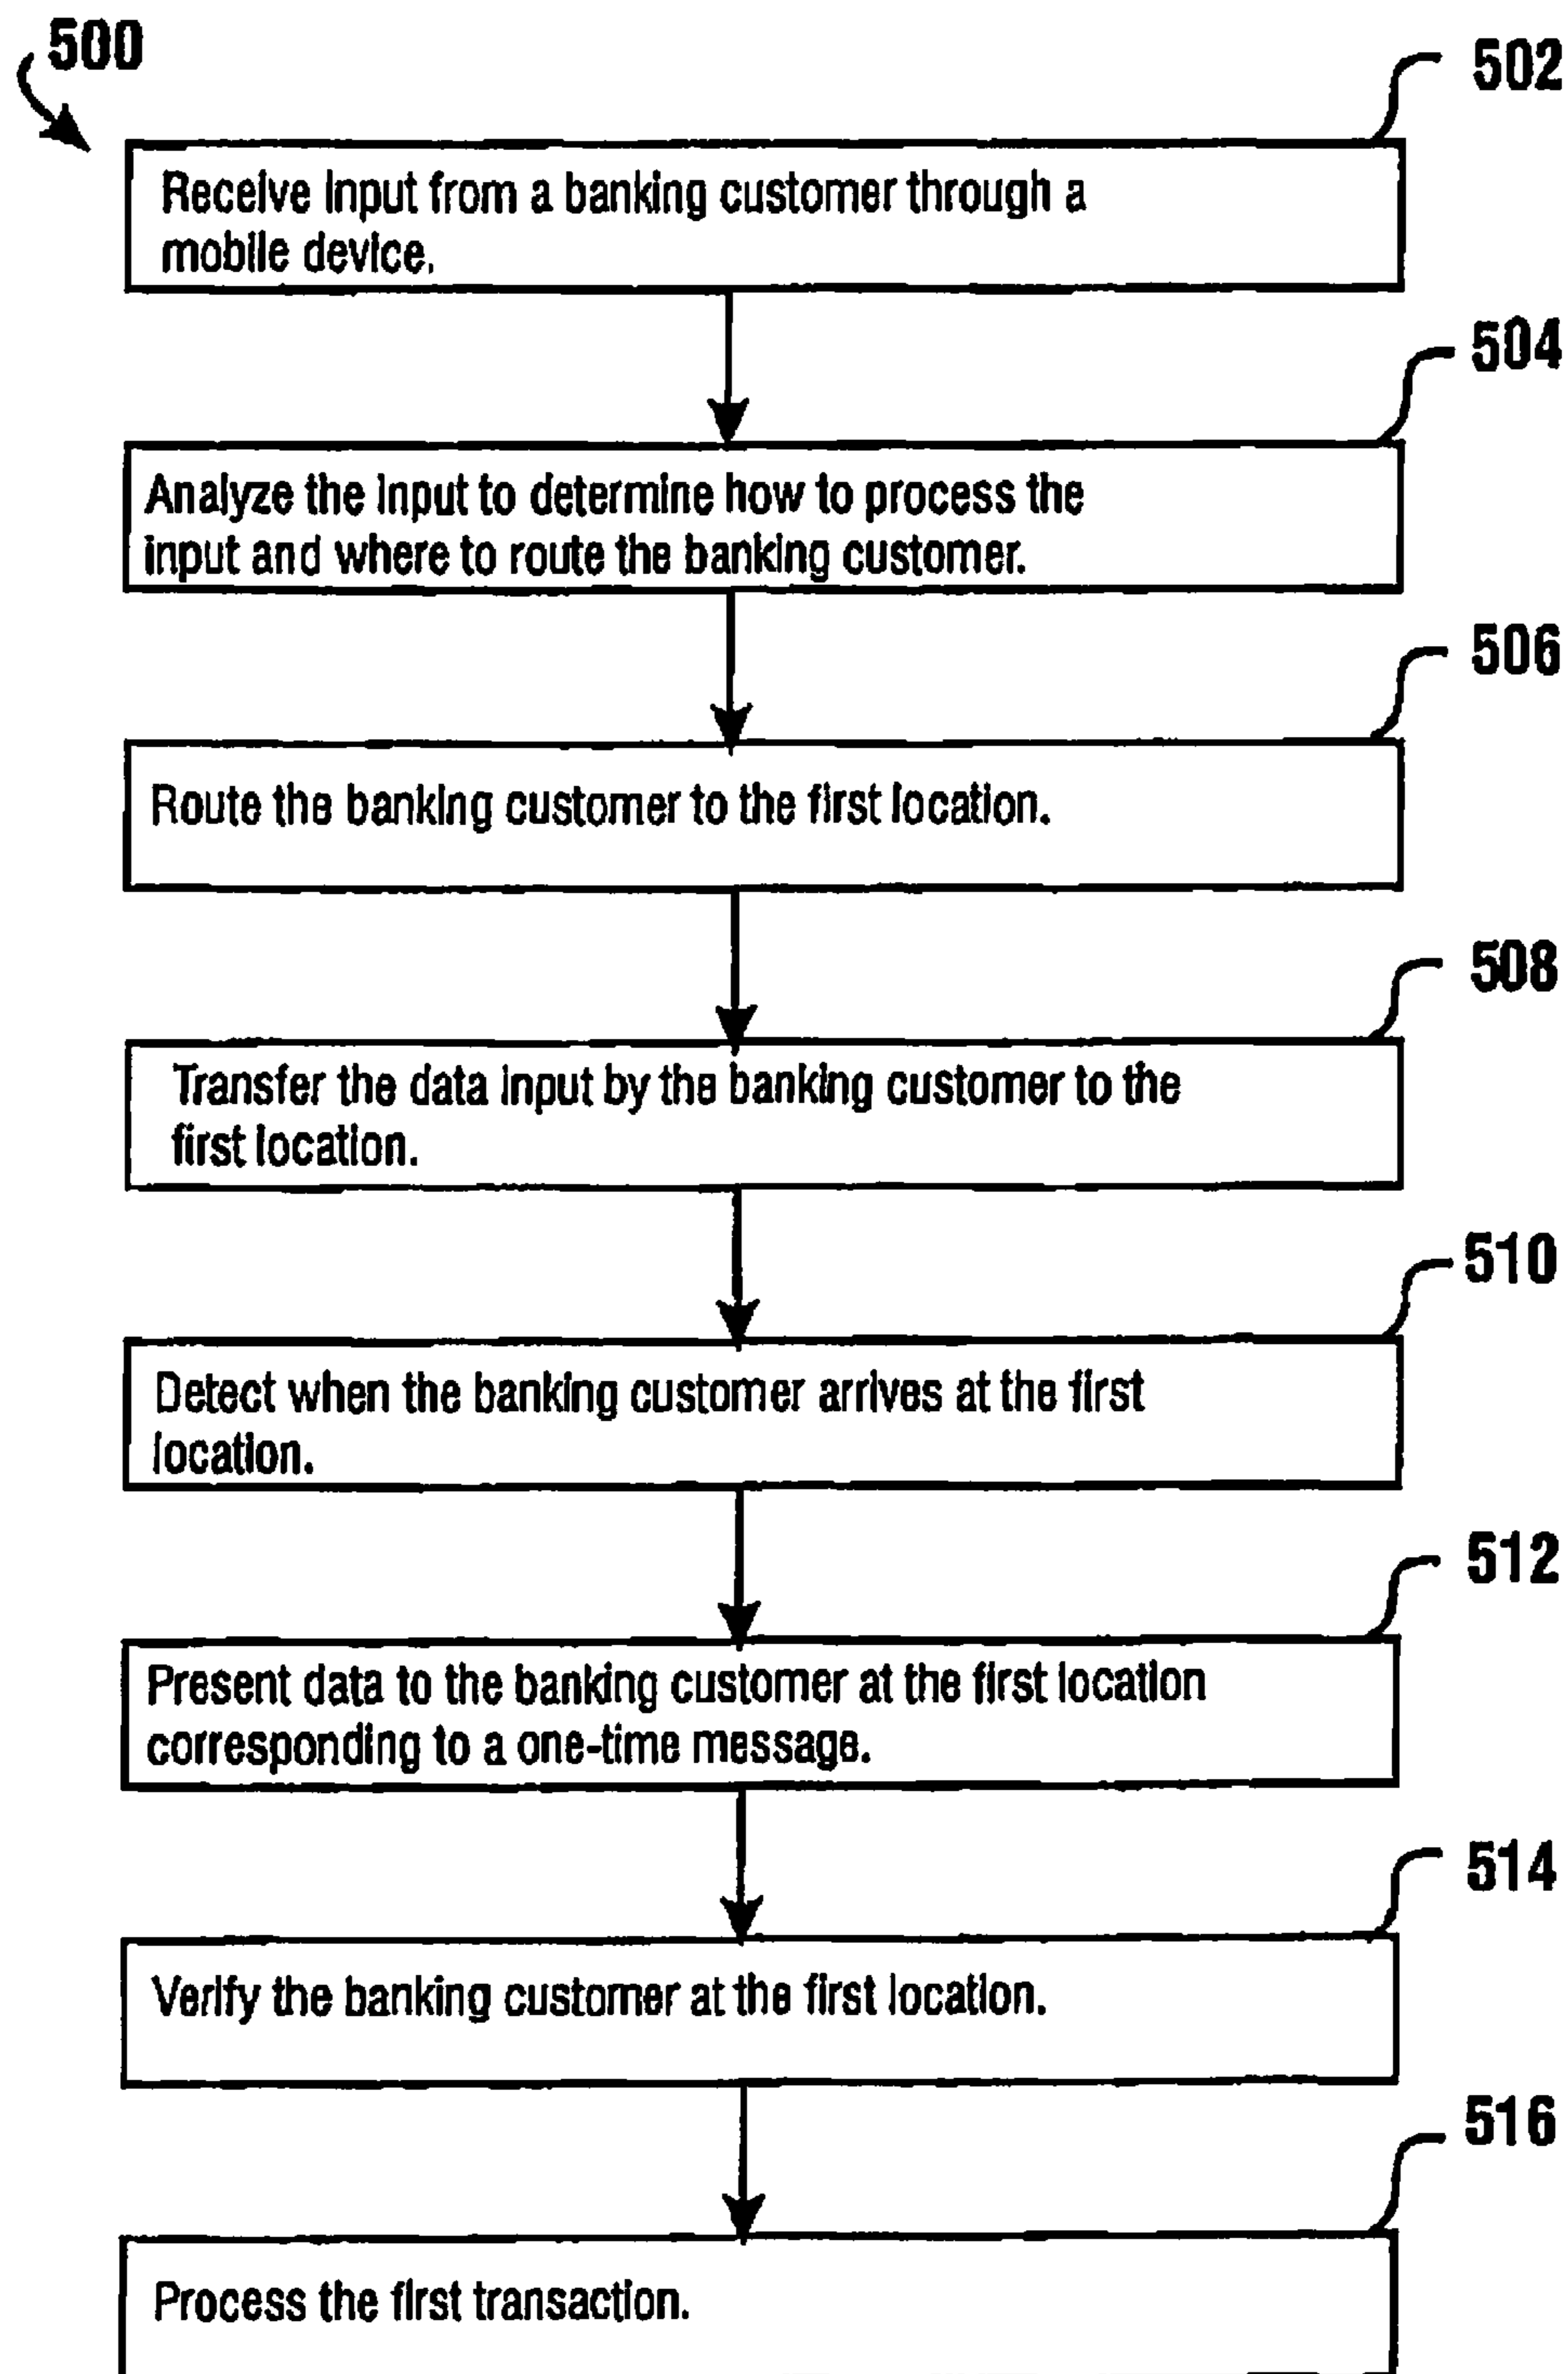 500
502
Receive input from a banking customer through a
mobile device.
504
Analyze the input to determine how to process the
input and where to route the banking customer.
506
Route the banking customer to the first location.
508
Transfer the data input by the banking customer to the
first location.
510
Detect when the banking customer arrives at the first
location.
512
Present data to the banking customer at the first location
corresponding to a one-time message.
514
Verify the banking customer at the first location.
516
Process the first transaction.